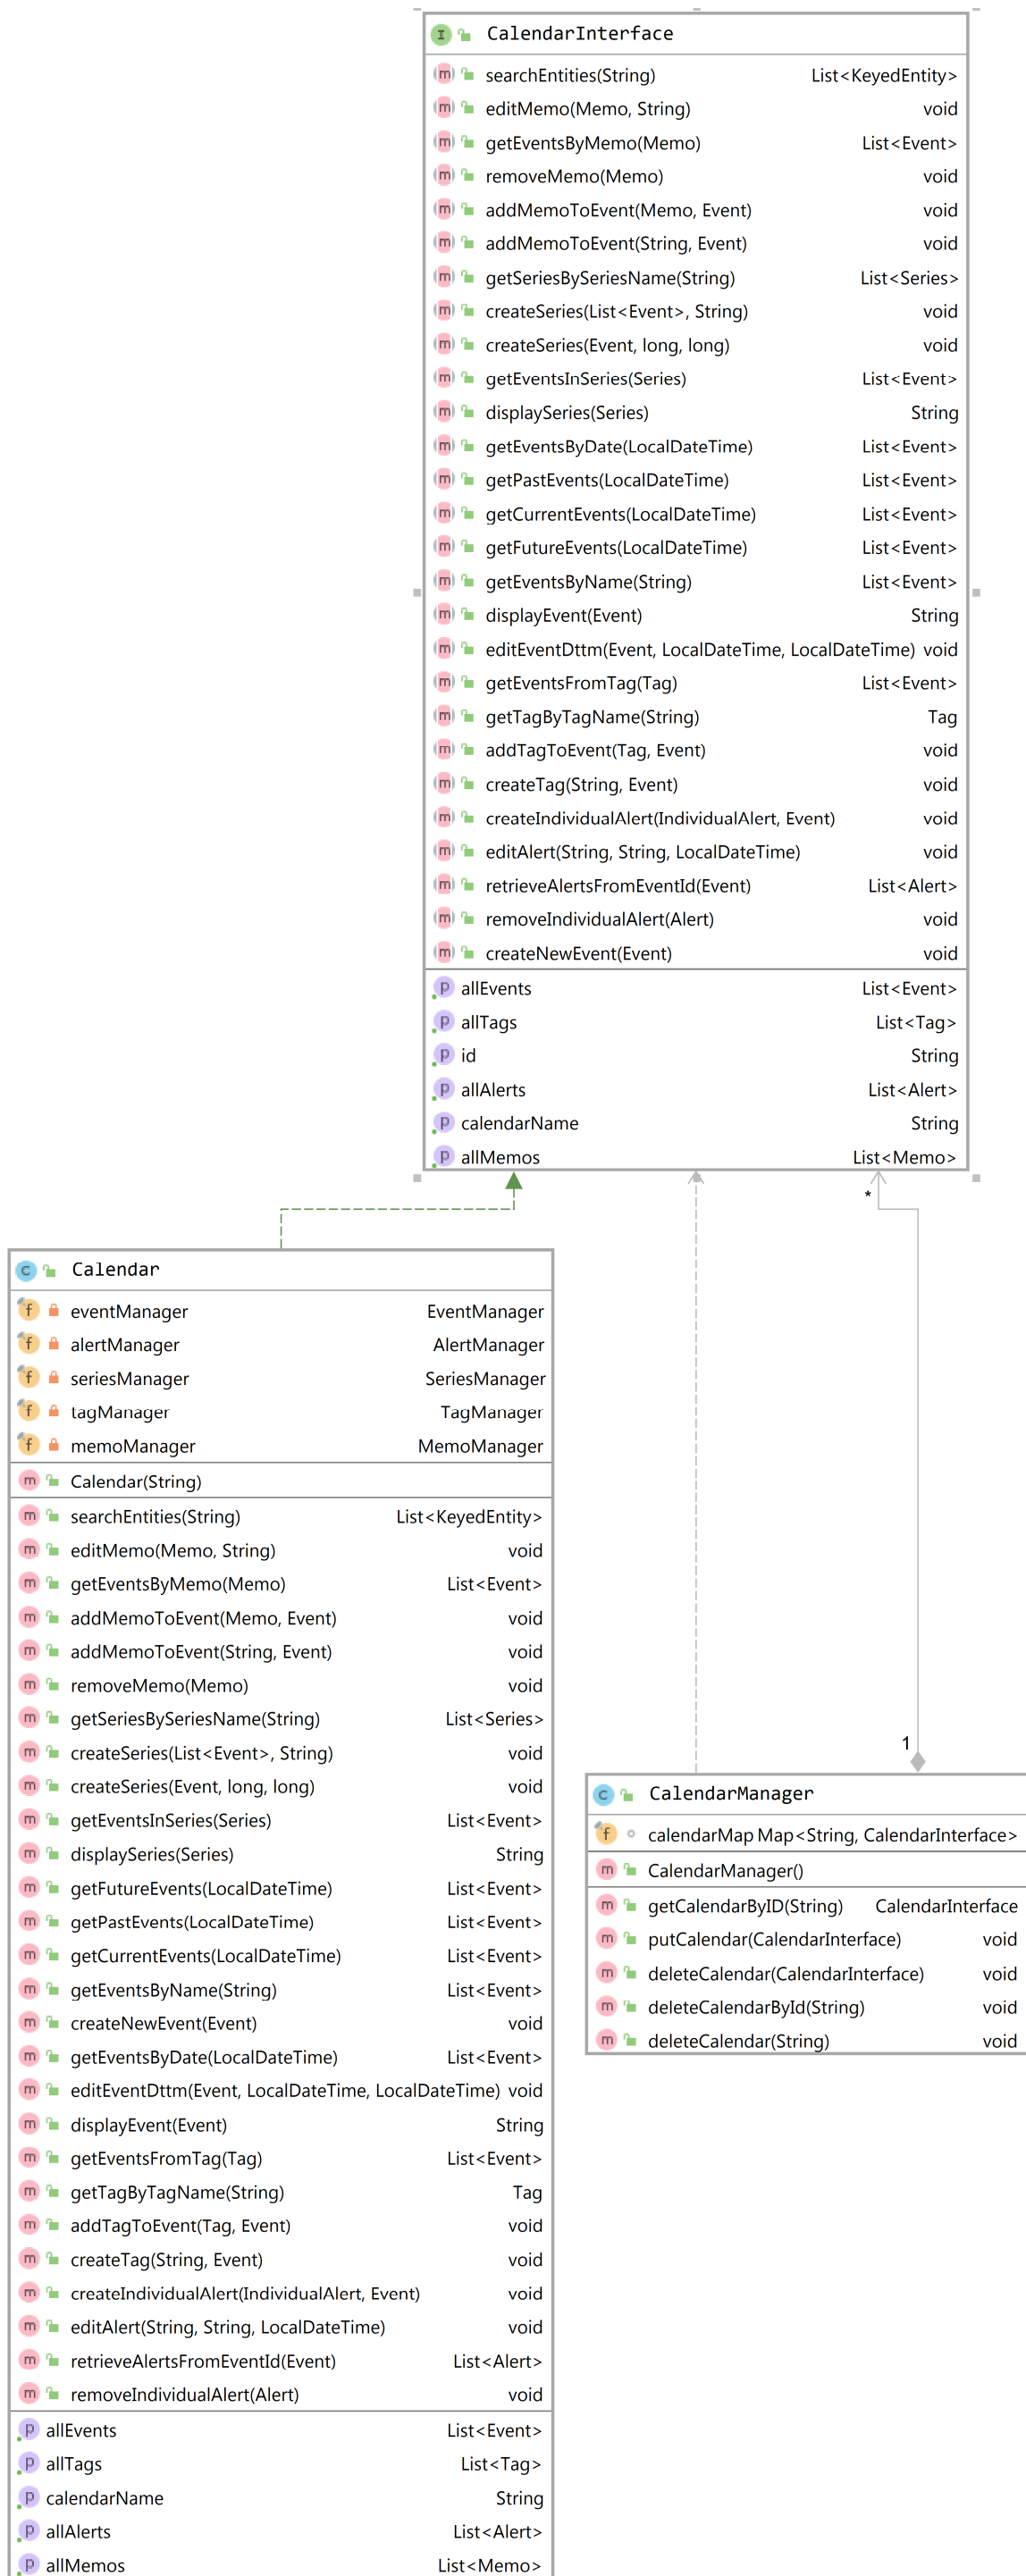 CalendarInterface
searchEntities(String) List<KeyedEntity>
editMemo(Memo, String) void
getEventsByMemo(Memo) List<Event>
removeMemo(Memo) void
addMemoToEvent(Memo, Event) void
addMemoToEvent(String, Event) void
getSeriesBySeriesName(String) List<Series>
createSeries(List<Event>, String) void
createSeries(Event, long, long) void
getEventsInSeries(Series) List<Event>
displaySeries(Series) String
getEventsByDate(LocalDateTime) List<Event>
getPastEvents(LocalDateTime) List<Event>
getCurrentEvents(LocalDateTime) List<Event>
getFutureEvents(LocalDateTime) List<Event>
getEventsByName(String) List<Event>
displayEvent(Event) String
editEventDttm(Event, LocalDateTime, LocalDateTime) void
getEventsFromTag(Tag) List<Event>
getTagByTagName(String) Tag
addTagToEvent(Tag, Event) void
createTag(String, Event) void
createIndividualAlert(IndividualAlert, Event) void
editAlert(String, String, LocalDateTime) void
retrieveAlertsFromEventId(Event) List<Alert>
removeIndividualAlert(Alert) void
createNewEvent(Event) void
allEvents List<Event>
allTags List<Tag>
id String
allAlerts List<Alert>
calendarName String
allMemos List<Memo>
*
Calendar
eventManager EventManager
alertManager AlertManager
seriesManager SeriesManager
tagManager TagManager
memoManager MemoManager
Calendar(String)
searchEntities(String) List<KeyedEntity>
editMemo(Memo, String) void
getEventsByMemo(Memo) List<Event>
addMemoToEvent(Memo, Event) void
addMemoToEvent(String, Event) void
removeMemo(Memo) void
getSeriesBySeriesName(String) List<Series>
createSeries(List<Event>, String) void
createSeries(Event, long, long) void
getEventsInSeries(Series) List<Event>
displaySeries(Series) String
getFutureEvents(LocalDateTime) List<Event>
getPastEvents(LocalDateTime) List<Event>
getCurrentEvents(LocalDateTime) List<Event>
getEventsByName(String) List<Event>
createNewEvent(Event) void
getEventsByDate(LocalDateTime) List<Event>
editEventDttm(Event, LocalDateTime, LocalDateTime) void
displayEvent(Event) String
getEventsFromTag(Tag) List<Event>
getTagByTagName(String) Tag
addTagToEvent(Tag, Event) void
createTag(String, Event) void
createIndividualAlert(IndividualAlert, Event) void
editAlert(String, String, LocalDateTime) void
retrieveAlertsFromEventId(Event) List<Alert>
removeIndividualAlert(Alert) void
allEvents List<Event>
allTags List<Tag>
calendarName String
allAlerts List<Alert>
allMemos List<Memo>
1
CalendarManager
calendarMap Map<String, CalendarInterface>
CalendarManager()
getCalendarByID(String) CalendarInterface
putCalendar(CalendarInterface) void
deleteCalendar(CalendarInterface) void
deleteCalendarById(String) void
deleteCalendar(String) void